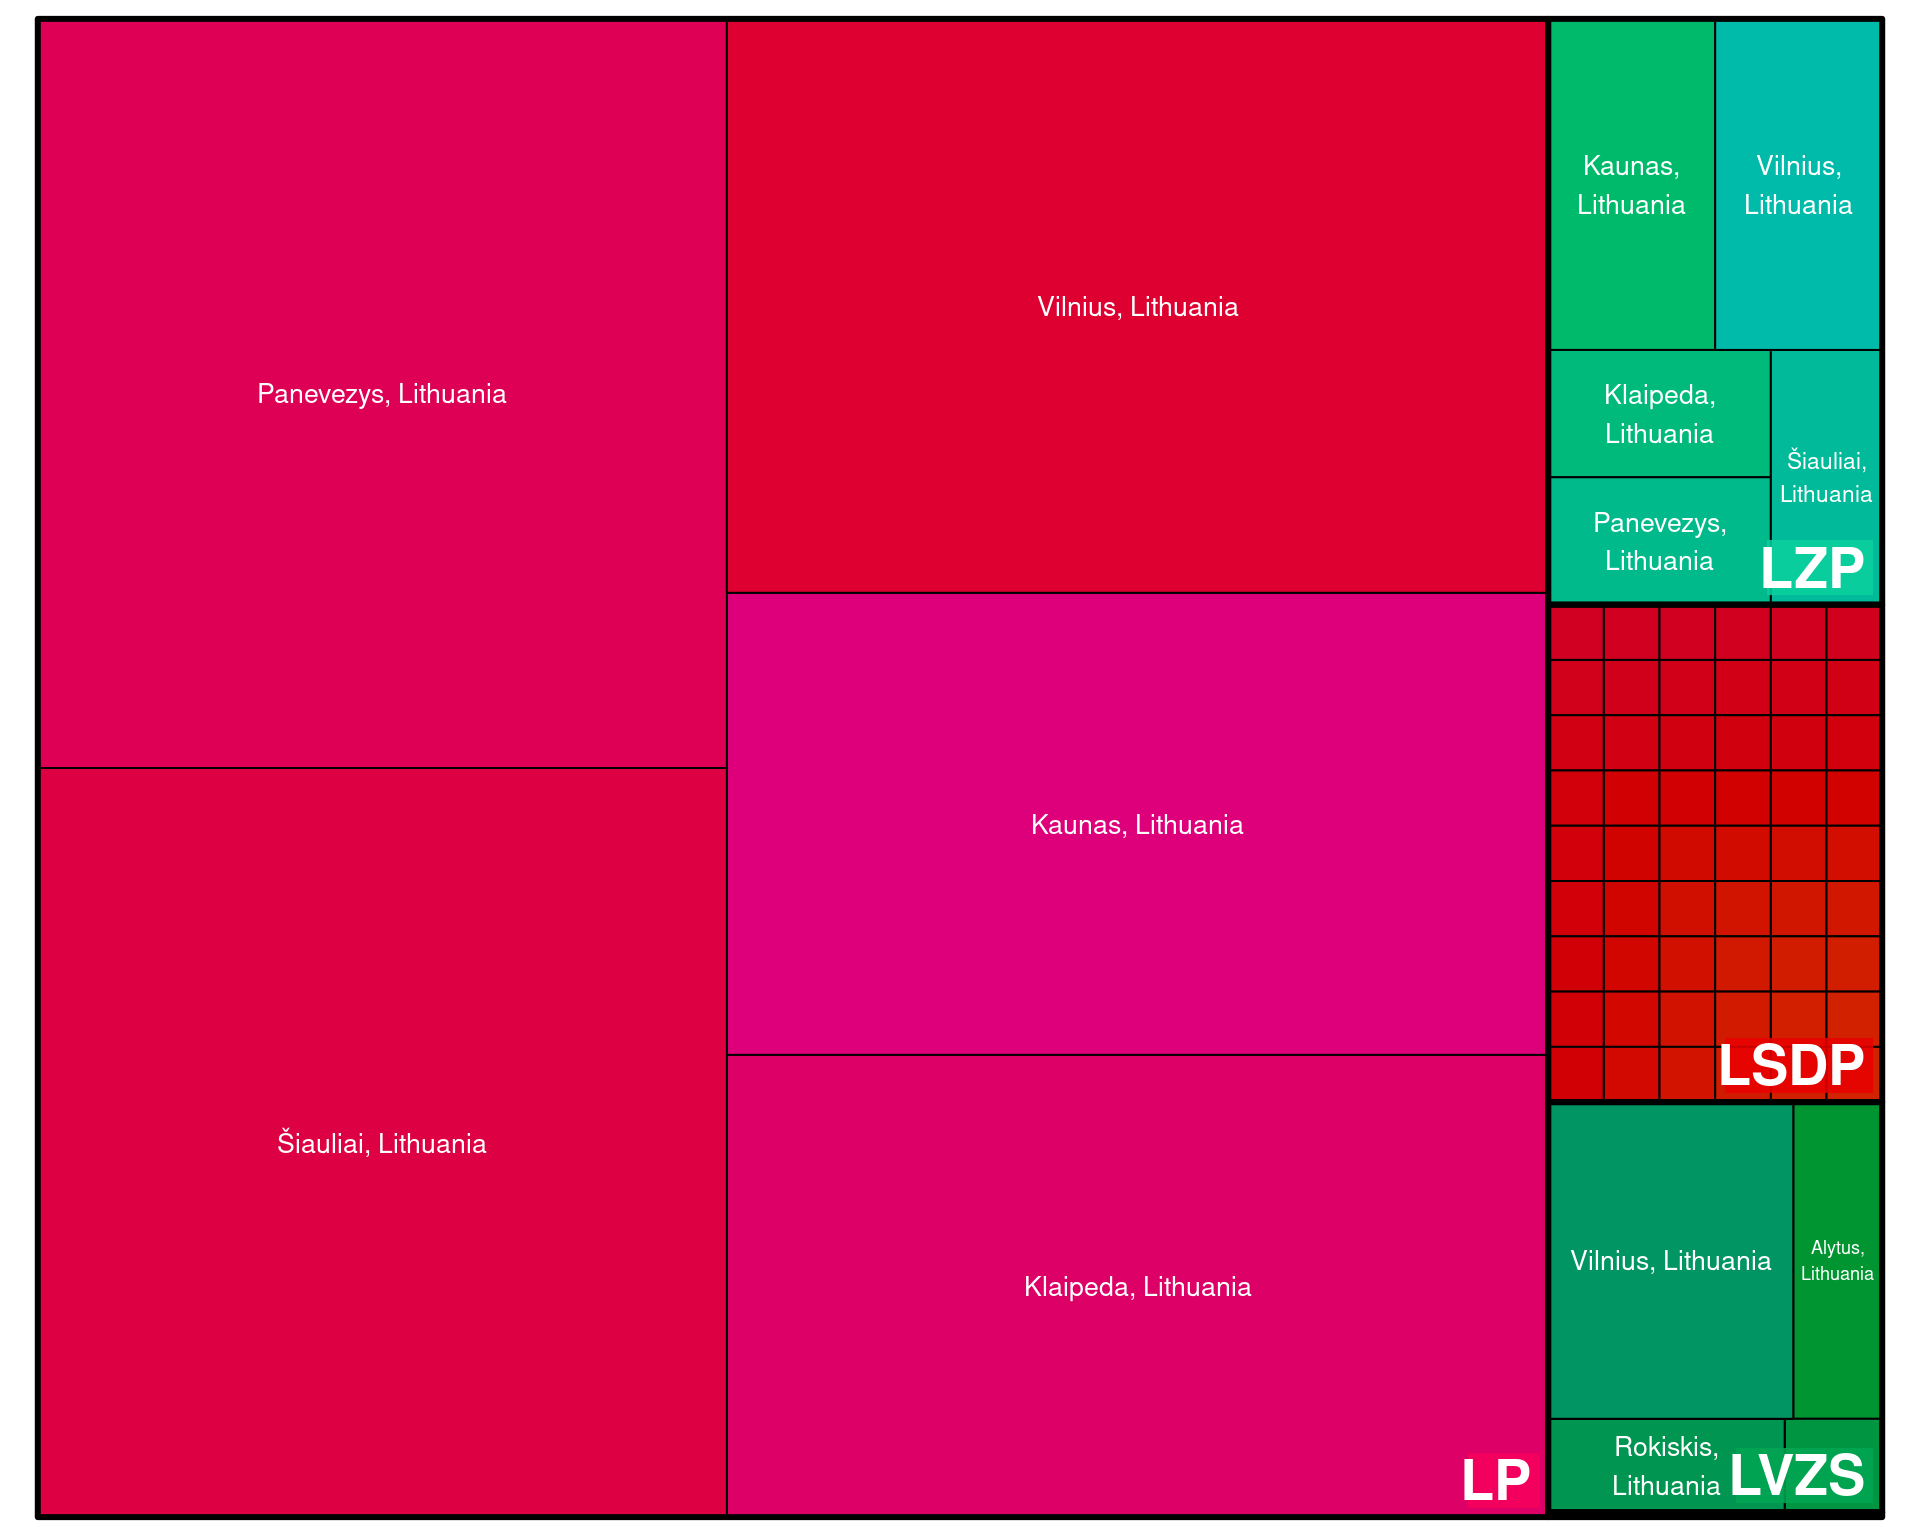 Panevezys, Lithuania
Šiauliai, Lithuania
Vilnius, Lithuania
Kaunas, Lithuania
Klaipeda, Lithuania
LP
Kaunas,
Lithuania
Vilnius,
Lithuania
Klaipeda,
Lithuania
Panevezys,
Lithuania
Šiauliai,
Lithuania
LZP
LSDP
Vilnius, Lithuania
Alytus,
Lithuania
Rokiskis,
Lithuania
LVZS